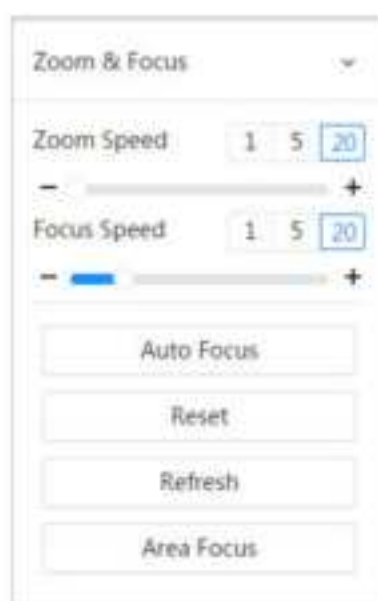 Zoom & Focus
Zoom Speed 1 5 20
− +
Focus Speed 1 5 20
− +
Auto Focus
Reset
Refresh
Area Focus